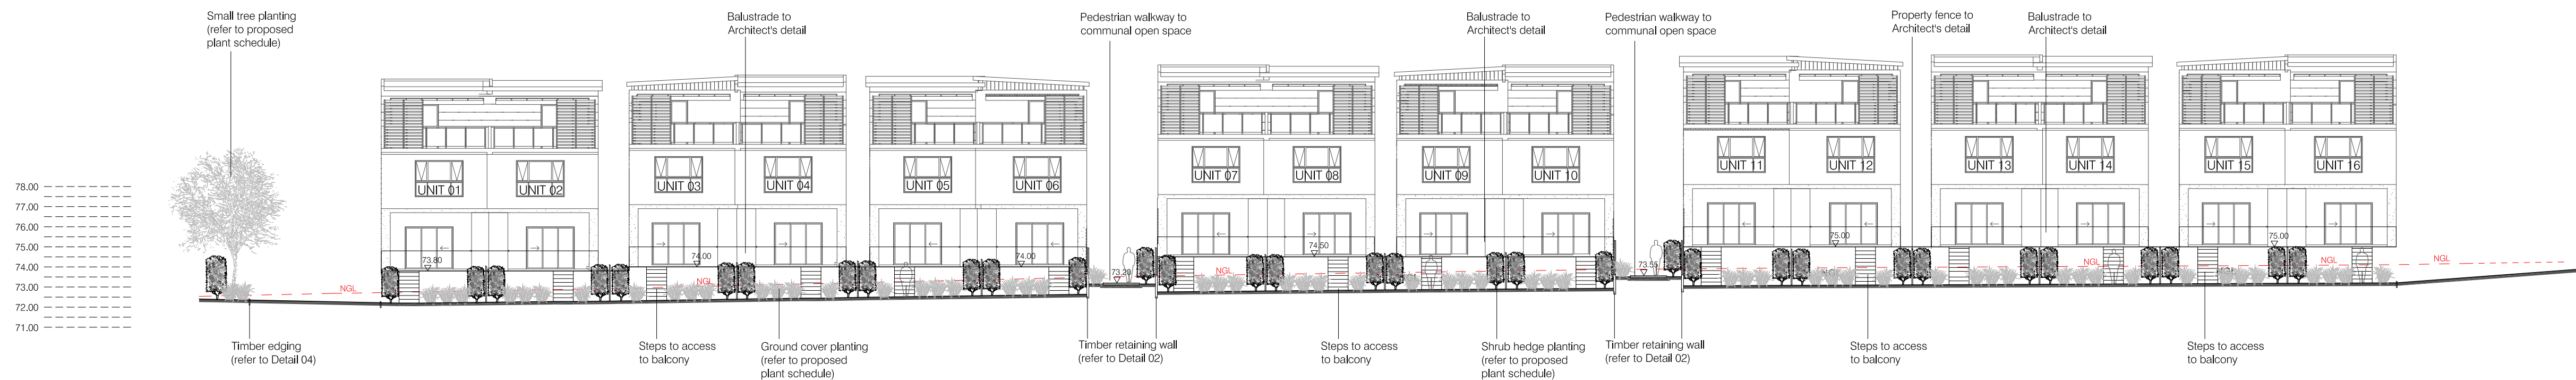 Small tree planting
(refer to proposed
plant schedule)
Balustrade to
Architect's detail
Pedestrian walkway to
communal open space
Balustrade to
Architect's detail
Pedestrian walkway to
communal open space
Property fence to
Architect's detail
Balustrade to
Architect's detail
UNIT 01
UNIT 02
UNIT 03
UNIT 04
UNIT 05
UNIT 06
UNIT 07
UNIT 08
UNIT 09
UNIT 10
UNIT 11
UNIT 12
UNIT 13
UNIT 14
UNIT 15
UNIT 16
78.00
77.00
76.00
75.00
74.00
73.00
72.00
71.00
73.80
74.00
74.00
73.20
74.50
73.55
75.00
75.00
NGL
NGL
NGL
NGL
NGL
NGL
NGL
NGL
Timber edging
(refer to Detail 04)
Steps to access
to balcony
Ground cover planting
(refer to proposed
plant schedule)
Timber retaining wall
(refer to Detail 02)
Steps to access
to balcony
Shrub hedge planting
(refer to proposed
plant schedule)
Timber retaining wall
(refer to Detail 02)
Steps to access
to balcony
Steps to access
to balcony